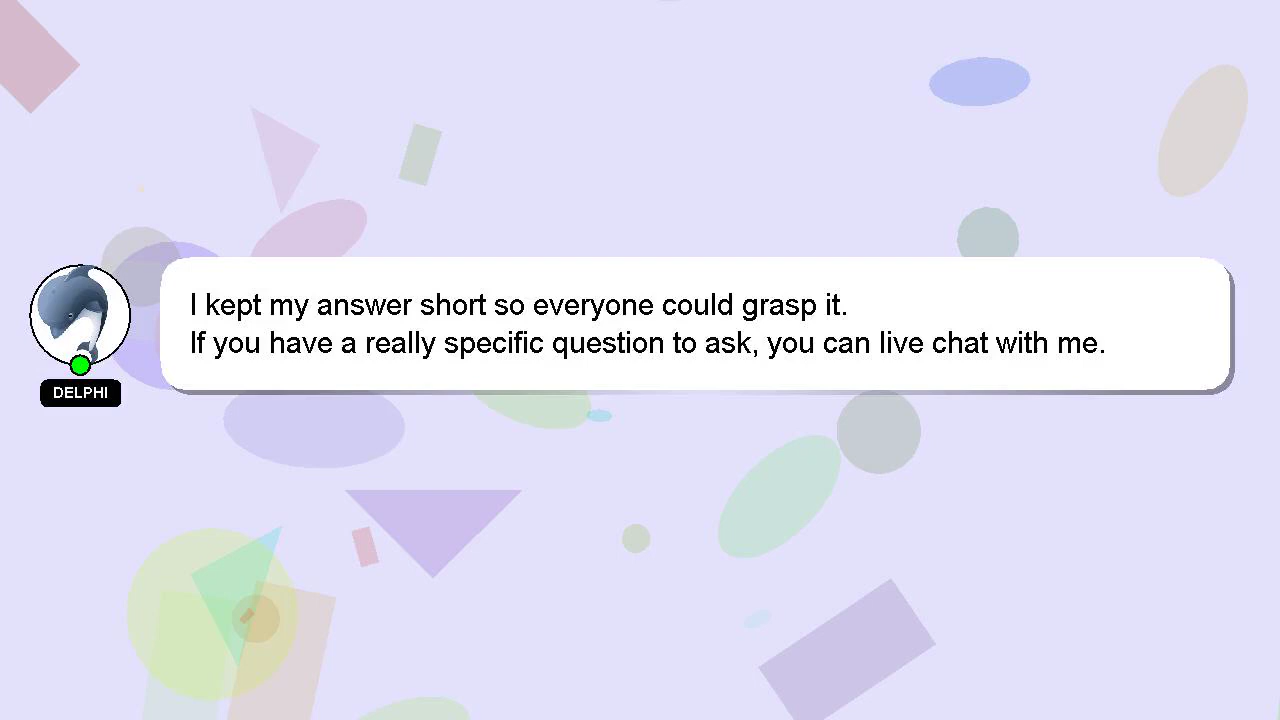 I kept my answer short so everyone could grasp it.
If you have a really specific question to ask, you can live chat with me.
DELPHI